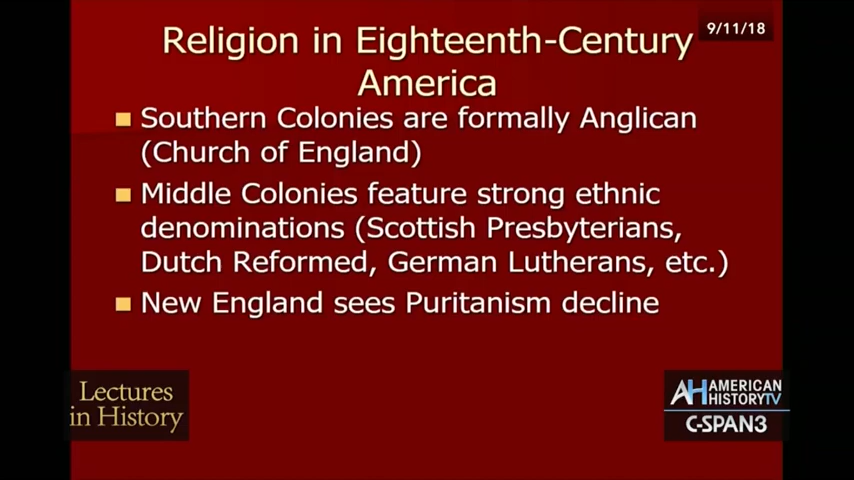 9/11/18
Religion in Eighteenth-Century
America
■ Southern Colonies are formally Anglican
(Church of England)
■ Middle Colonies feature strong ethnic
denominations (Scottish Presbyterians,
Dutch Reformed, German Lutherans, etc.)
■ New England sees Puritanism decline
Lectures
in History
AH AMERICAN
HISTORYTV
C-SPAN3